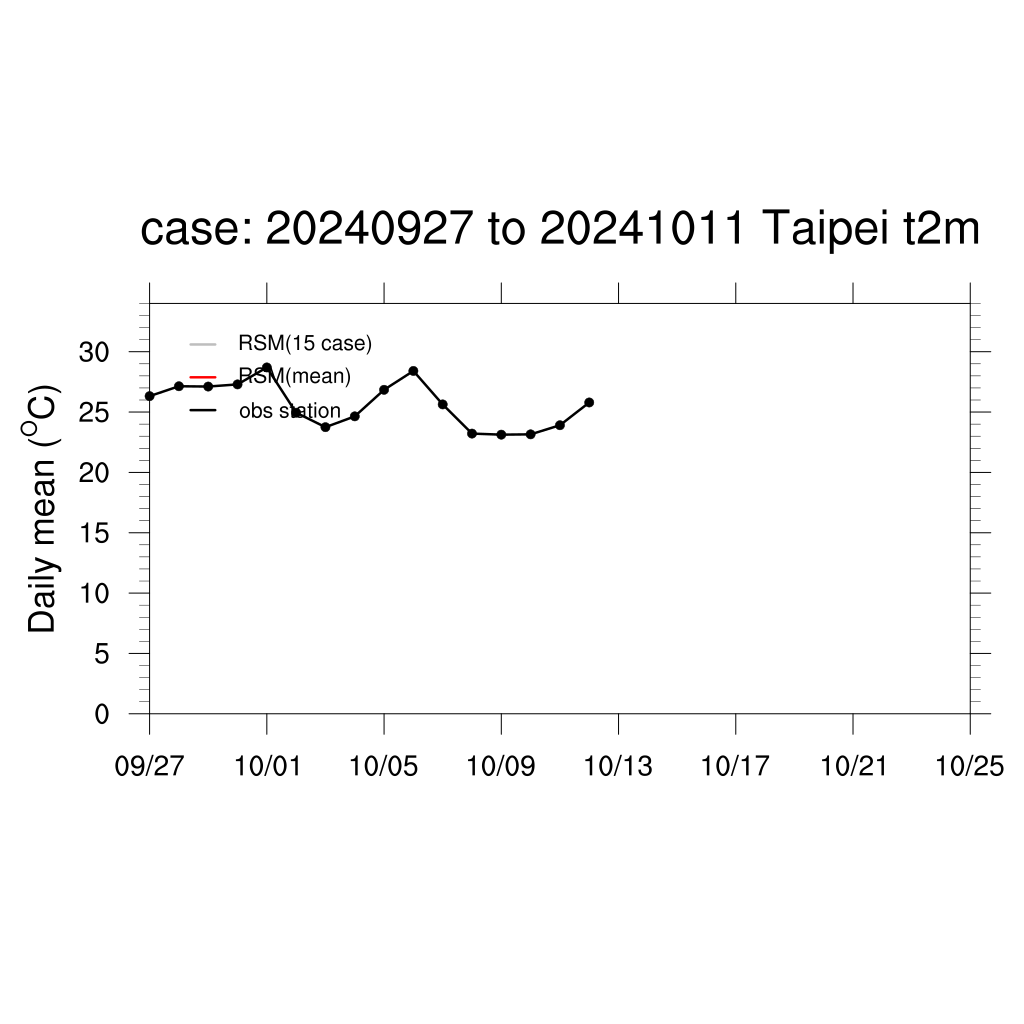 case: 20240927 to 20241011 Taipei t2m
RSM(15 case)
RSM(mean)
obs station
Daily mean (°C)
30
25
20
15
10
5
0
09/27 10/01 10/05 10/09 10/13 10/17 10/21 10/25